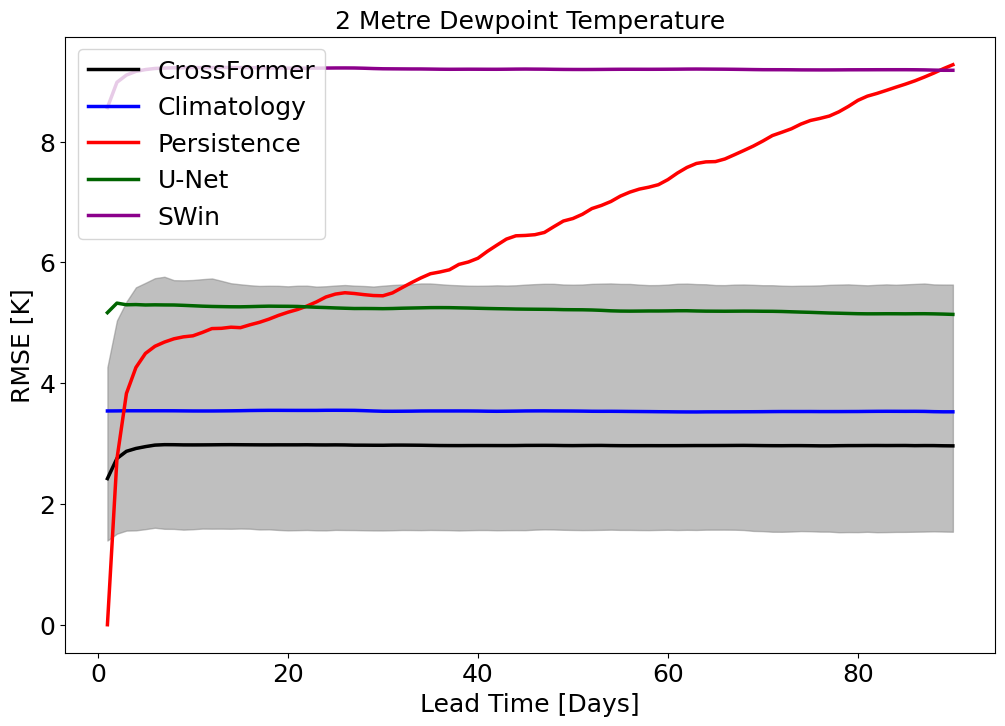 2 Metre Dewpoint Temperature
CrossFormer
Climatology
Persistence
U-Net
SWin
RMSE [K]
8
6
4
2
0
0 20 40 60 80
Lead Time [Days]